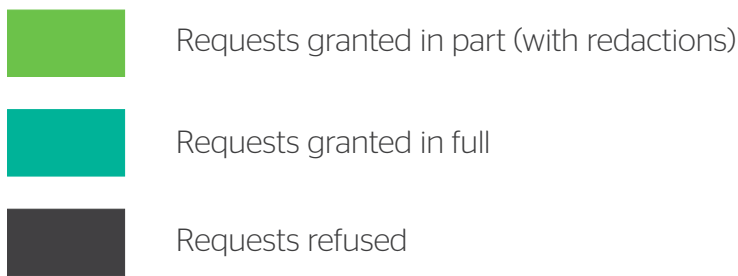 Requests granted in part (with redactions)
Requests granted in full
Requests refused